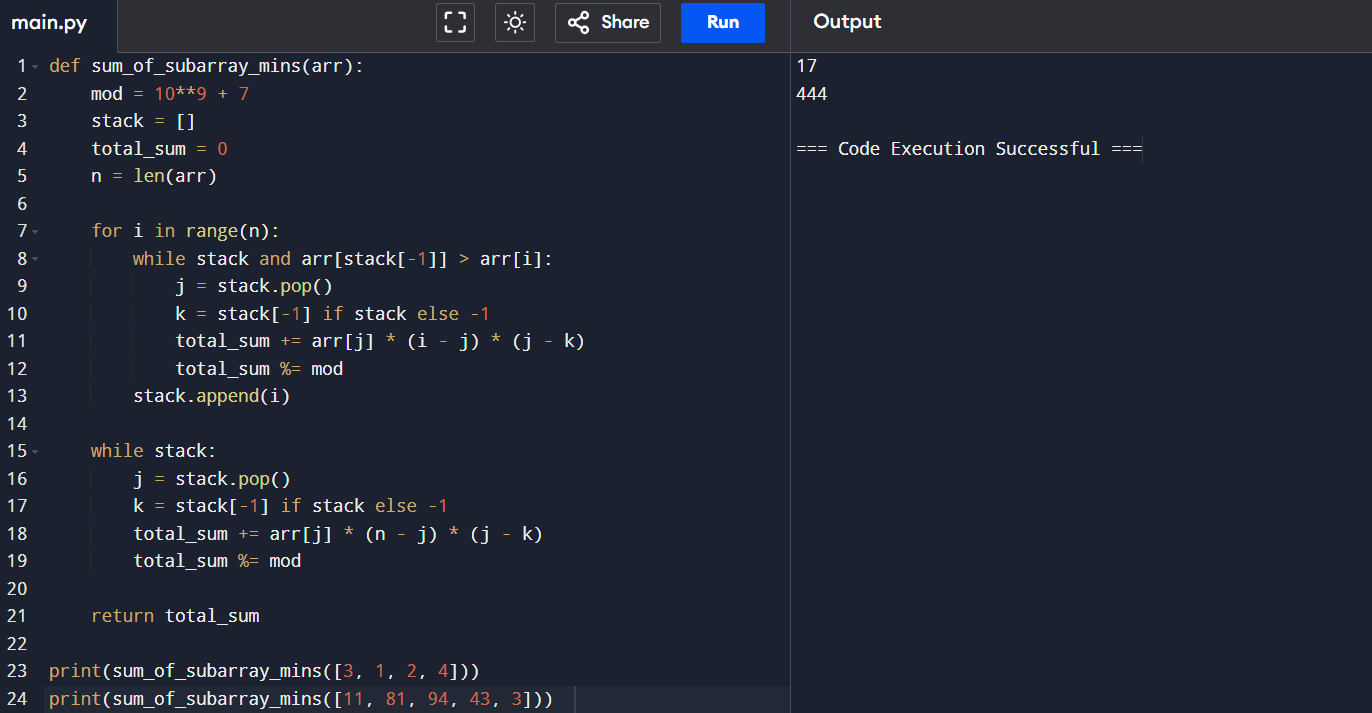 main.py
Share
Run
Output
1 def sum_of_subarray_mins(arr):
2     mod = 10**9 + 7
3     stack = []
4     total_sum = 0
5     n = len(arr)
6
7     for i in range(n):
8         while stack and arr[stack[-1]] > arr[i]:
9             j = stack.pop()
10             k = stack[-1] if stack else -1
11             total_sum += arr[j] * (i - j) * (j - k)
12             total_sum %= mod
13         stack.append(i)
14
15     while stack:
16         j = stack.pop()
17         k = stack[-1] if stack else -1
18         total_sum += arr[j] * (n - j) * (j - k)
19         total_sum %= mod
20
21     return total_sum
22
23 print(sum_of_subarray_mins([3, 1, 2, 4]))
24 print(sum_of_subarray_mins([11, 81, 94, 43, 3]))
17
444
=== Code Execution Successful ===